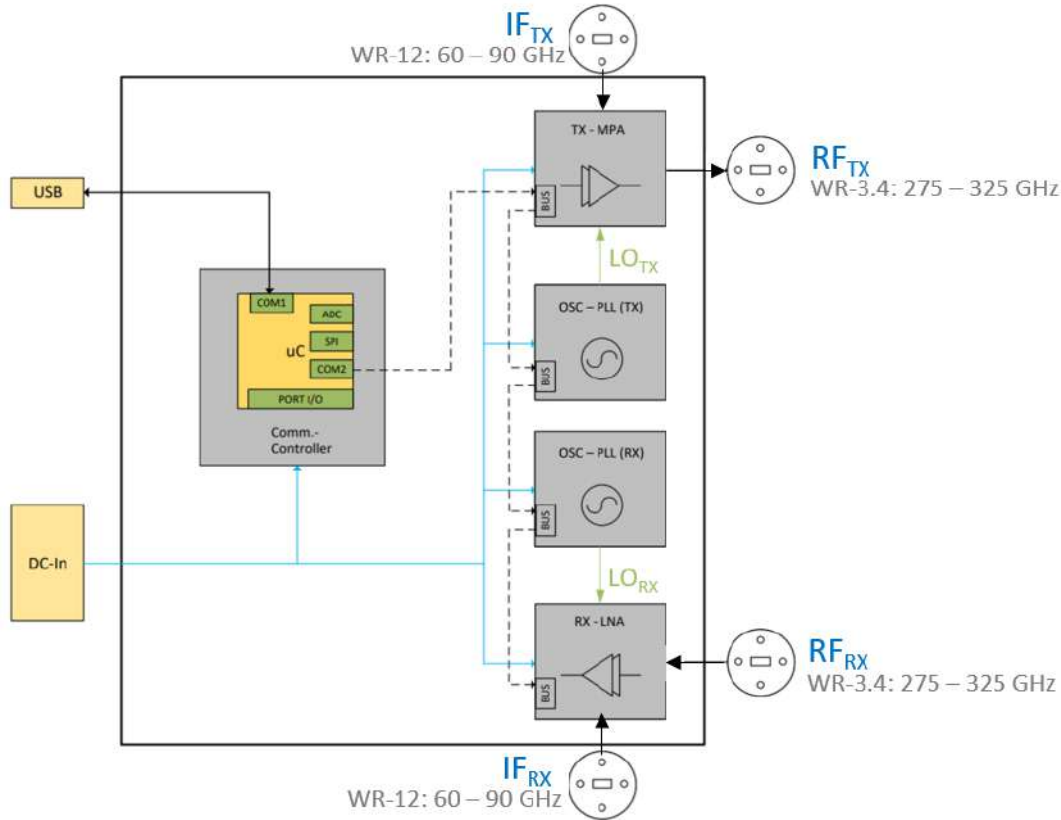 IFTX
WR-12: 60 – 90 GHz
TX - MPA
BUS
RFTX
WR-3.4: 275 – 325 GHz
USB
LOTX
COM1
ADC
SPI
uC
COM2
PORT I/O
Comm.-
Controller
OSC – PLL (TX)
BUS
OSC – PLL (RX)
BUS
DC-In
LORX
RX - LNA
BUS
RFRX
WR-3.4: 275 – 325 GHz
IFRX
WR-12: 60 – 90 GHz